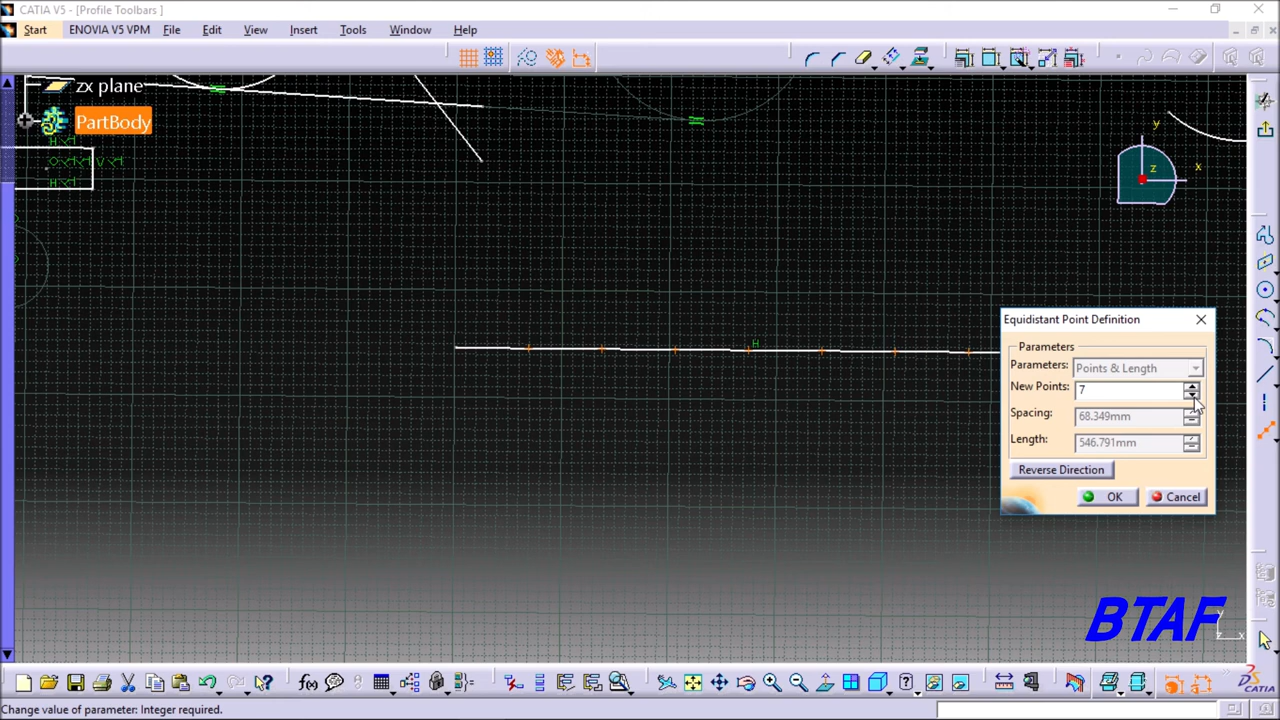 CATIA V5 - [Profile Toolbars ]
Start ENOVIA V5 VPM File Edit View Insert Tools Window Help
zx plane
PartBody
H
V
H
y
x
z
H
Equidistant Point Definition
Parameters
Parameters: Points & Length
New Points: 7
Spacing: 68.349mm
Length: 546.791mm
Reverse Direction
OK Cancel
BTAF
y
z x
f(x)
CATIA
Change value of parameter: Integer required.